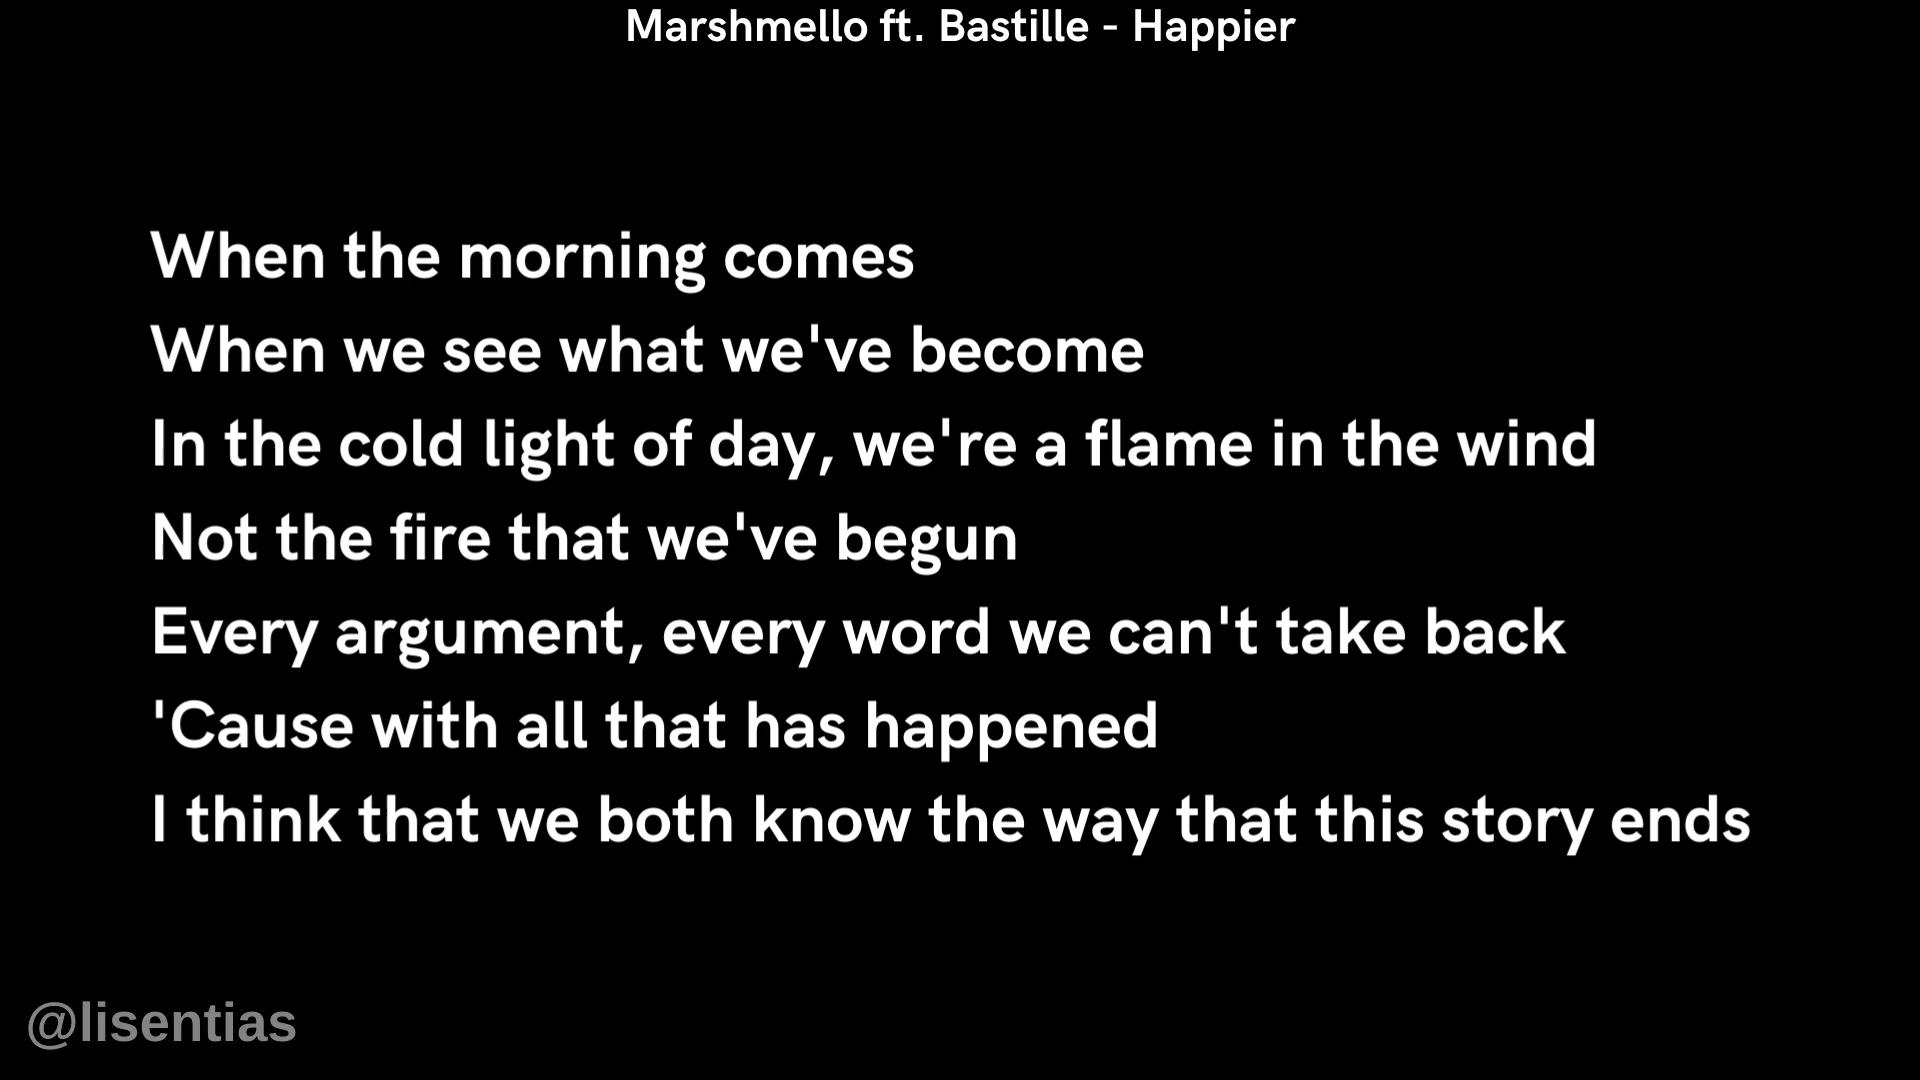 Marshmello ft. Bastille - Happier
When the morning comes
When we see what we've become
In the cold light of day, we're a flame in the wind
Not the fire that we've begun
Every argument, every word we can't take back
'Cause with all that has happened
I think that we both know the way that this story ends
@lisentias